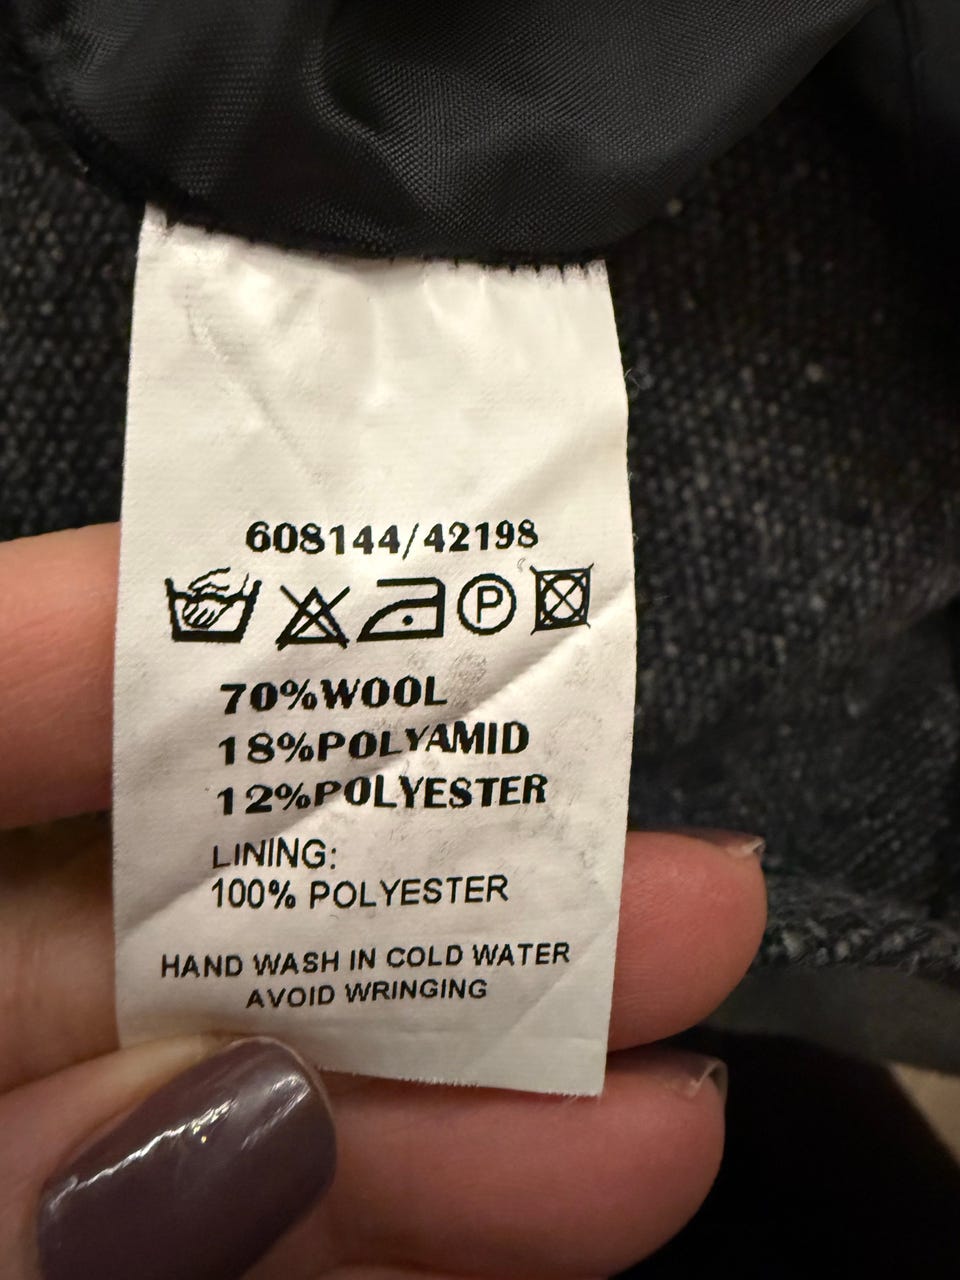 608144/42198
P
70%WOOL
18%POLYAMID
12%POLYESTER
LINING:
100% POLYESTER
HAND WASH IN COLD WATER
AVOID WRINGING